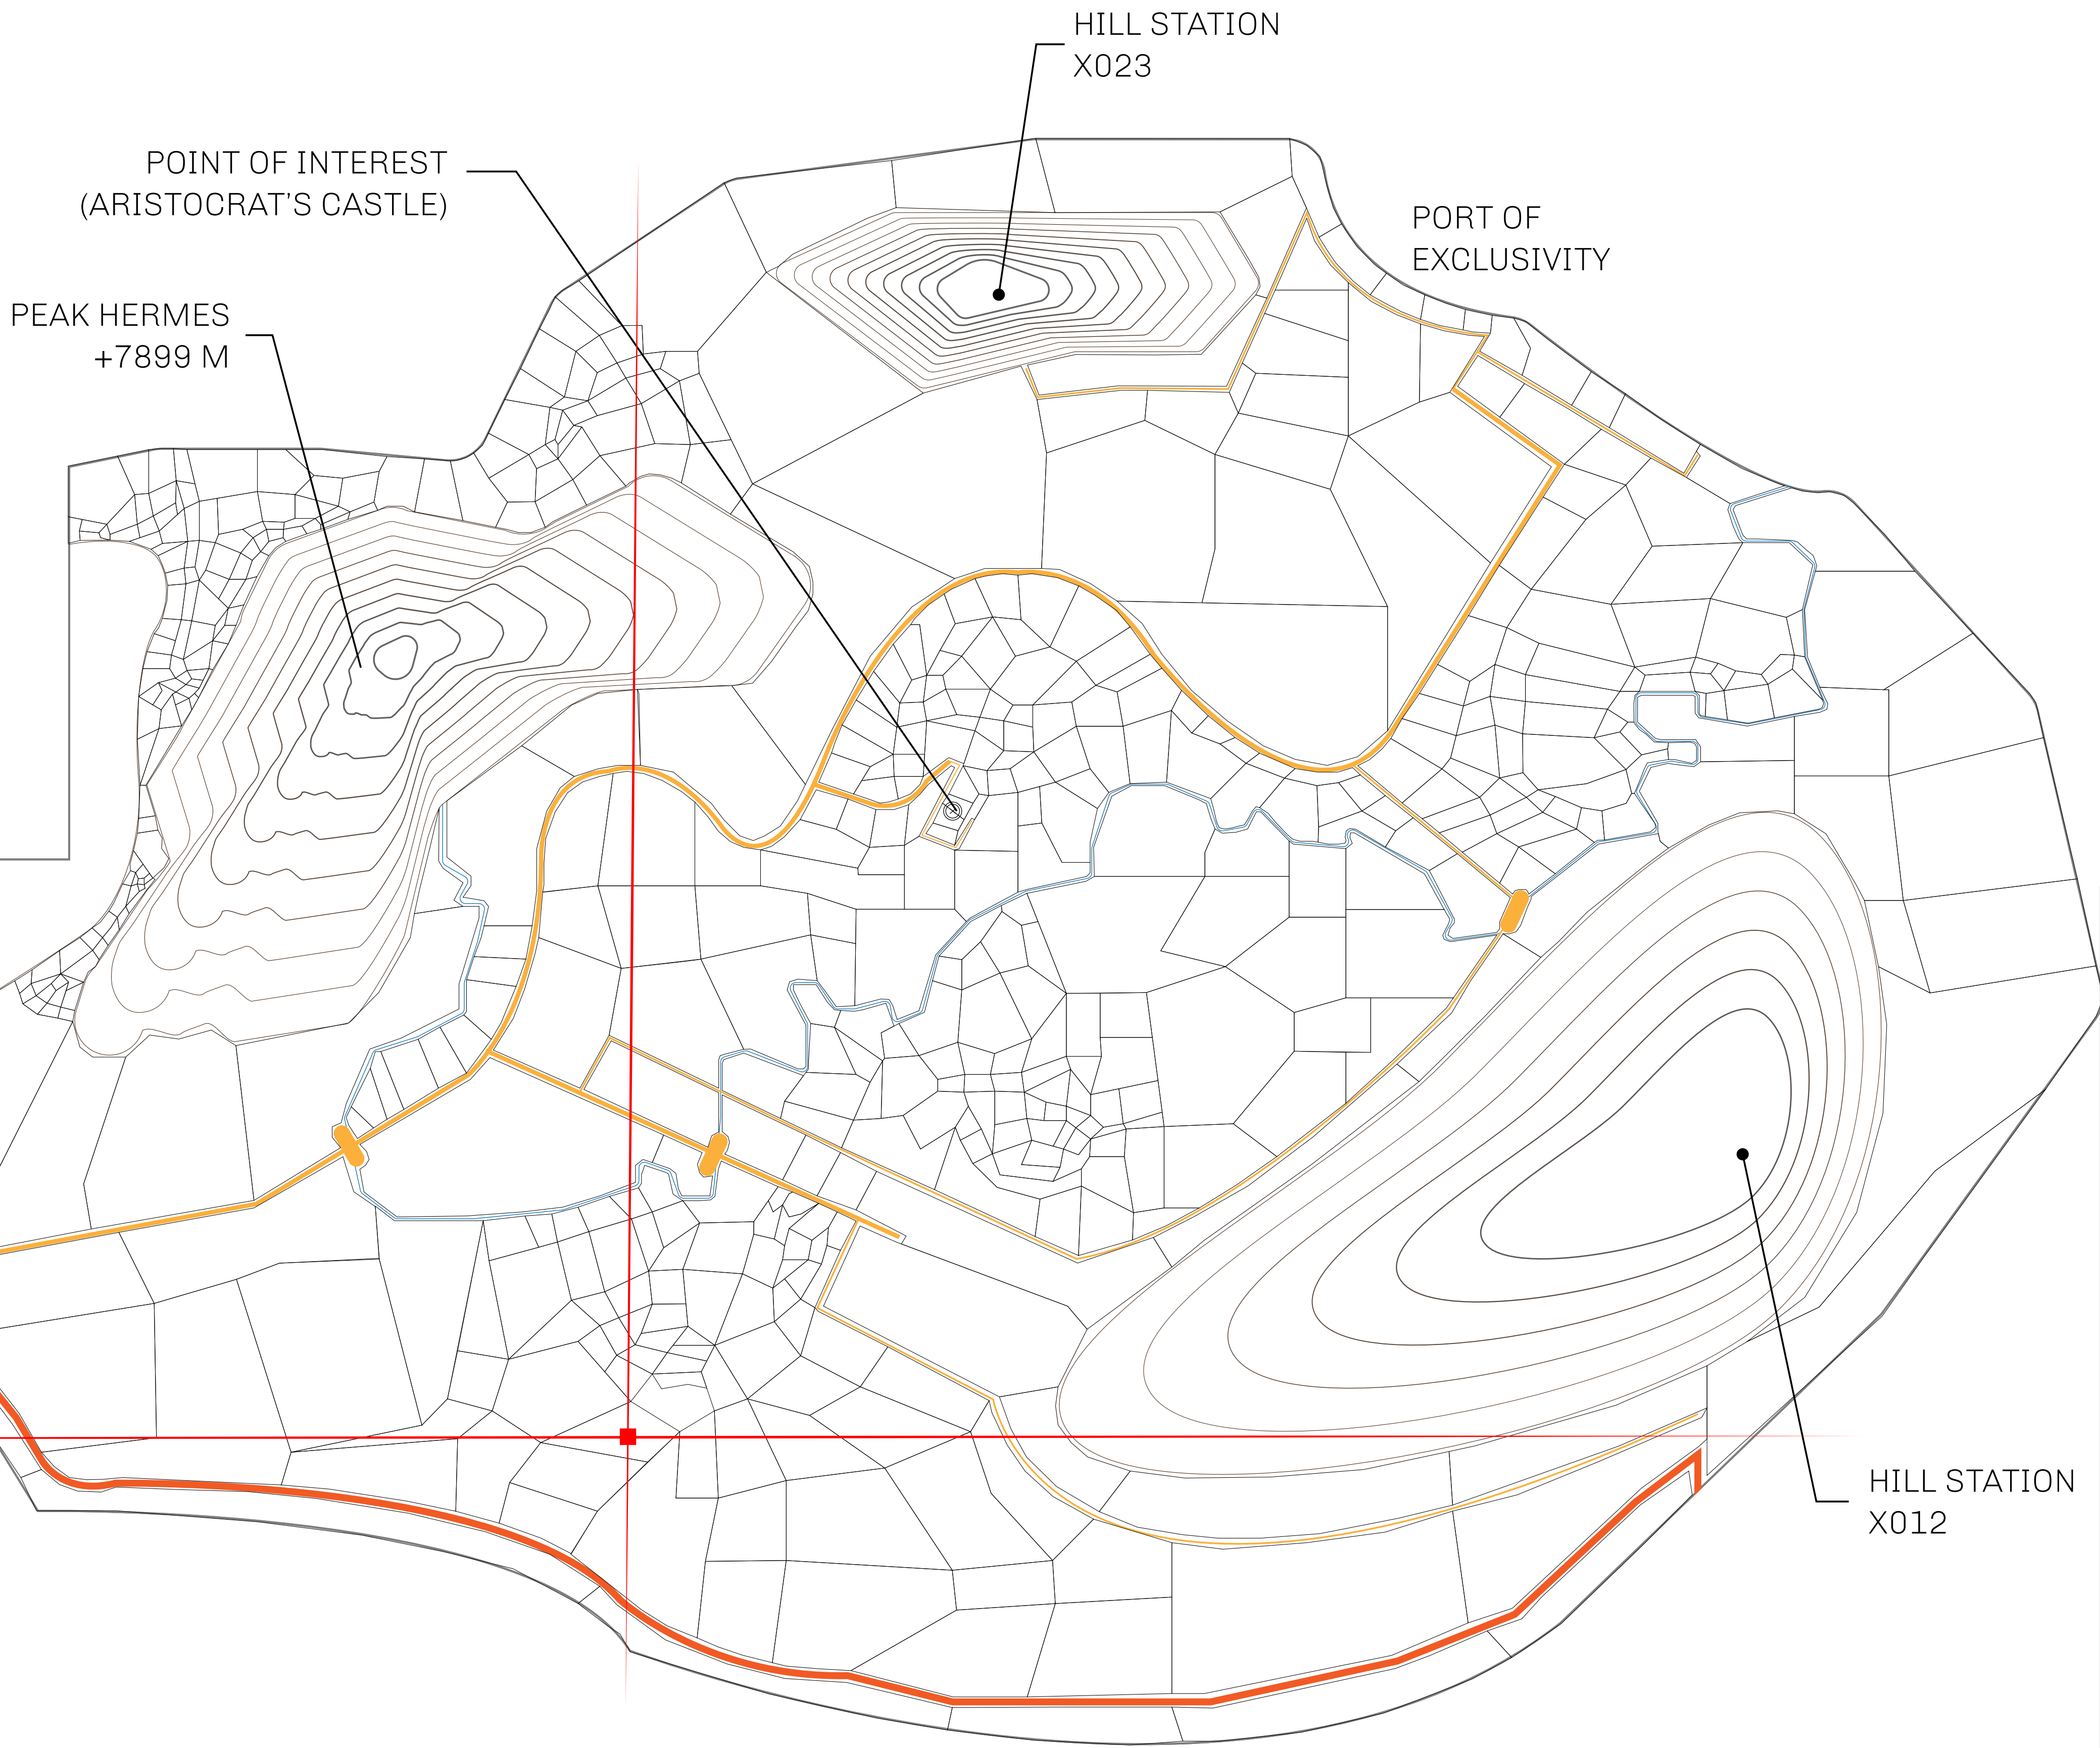 HILL STATION
X023
POINT OF INTEREST
(ARISTOCRAT'S CASTLE)
PORT OF
EXCLUSIVITY
PEAK HERMES
+7899 M
HILL STATION
X012